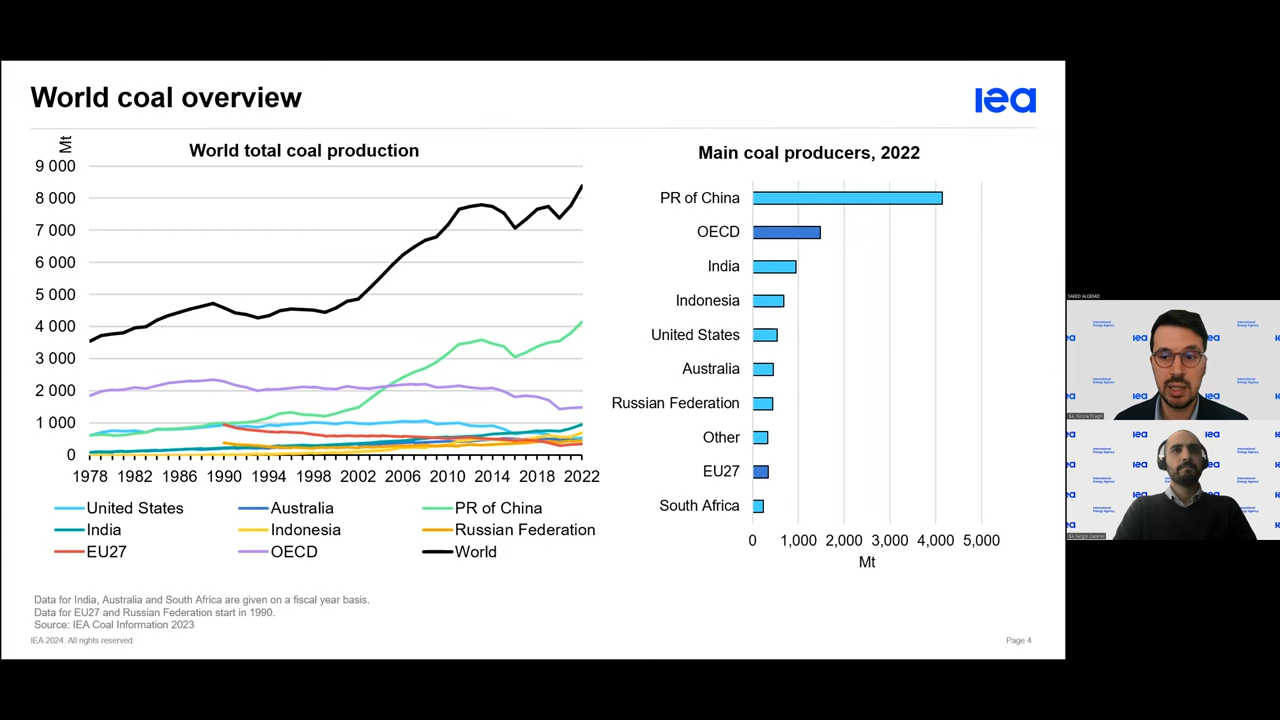 World coal overview
iea
Mt
World total coal production
9 000
8 000
7 000
6 000
5 000
4 000
3 000
2 000
1 000
0
1978 1982 1986 1990 1994 1998 2002 2006 2010 2014 2018 2022
United States Australia PR of China
India Indonesia Russian Federation
EU27 OECD World
Main coal producers, 2022
PR of China
OECD
India
Indonesia
United States
Australia
Russian Federation
Other
EU27
South Africa
0 1,000 2,000 3,000 4,000 5,000
Mt
Data for India, Australia and South Africa are given on a fiscal year basis.
Data for EU27 and Russian Federation start in 1990.
Source: IEA Coal Information 2023
IEA 2024. All rights reserved.
Page 4
SAEED ALQEMZI
International
Energy Agency
iea